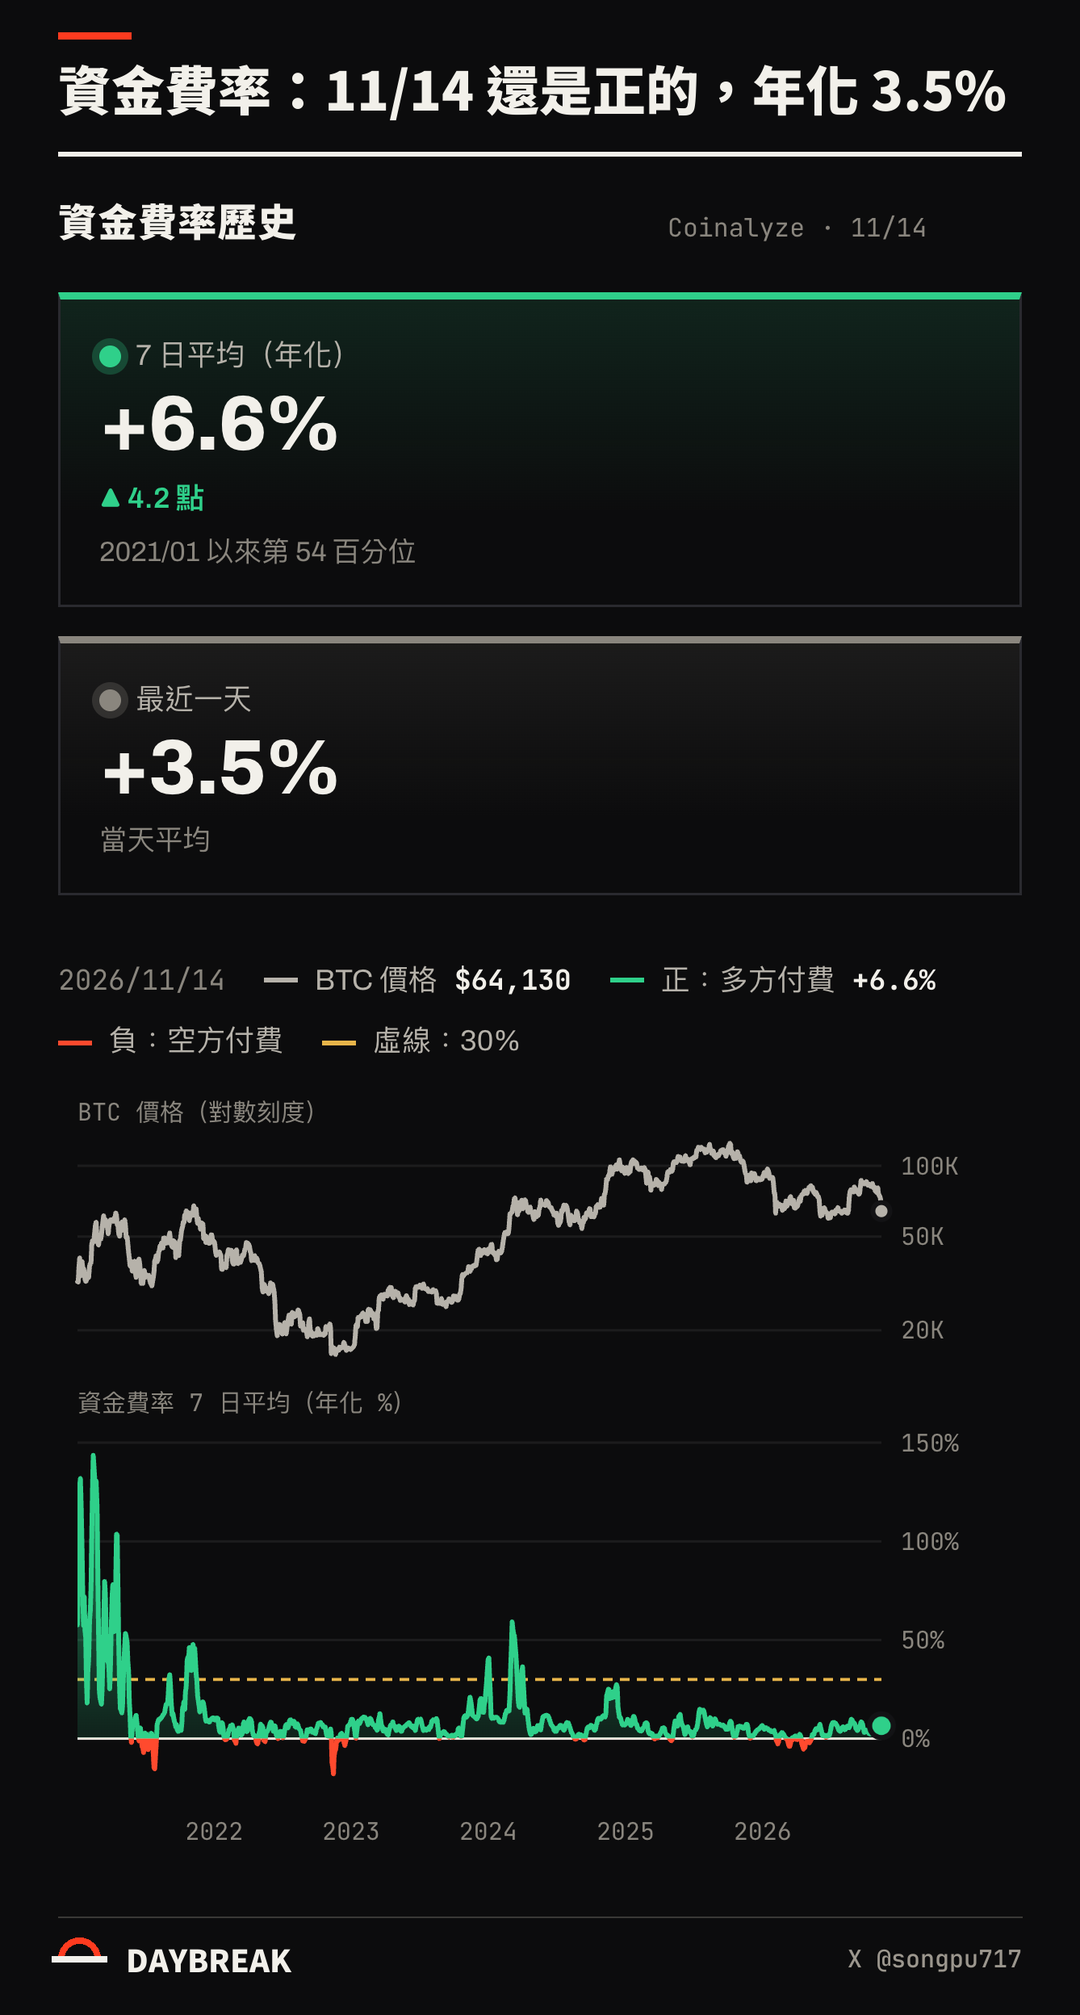 資金費率：11/14 還是正的，年化 3.5%
資金費率歷史
Coinalyze · 11/14
7 日平均（年化）
+6.6%
▲ 4.2 點
2021/01 以來第 54 百分位
最近一天
+3.5%
當天平均
2026/11/14 BTC 價格 $64,130 正：多方付費 +6.6%
負：空方付費 虛線：30%
BTC 價格（對數刻度）
100K
50K
20K
資金費率 7 日平均（年化 %）
150%
100%
50%
0%
2022 2023 2024 2025 2026
DAYBREAK
X @songpu717